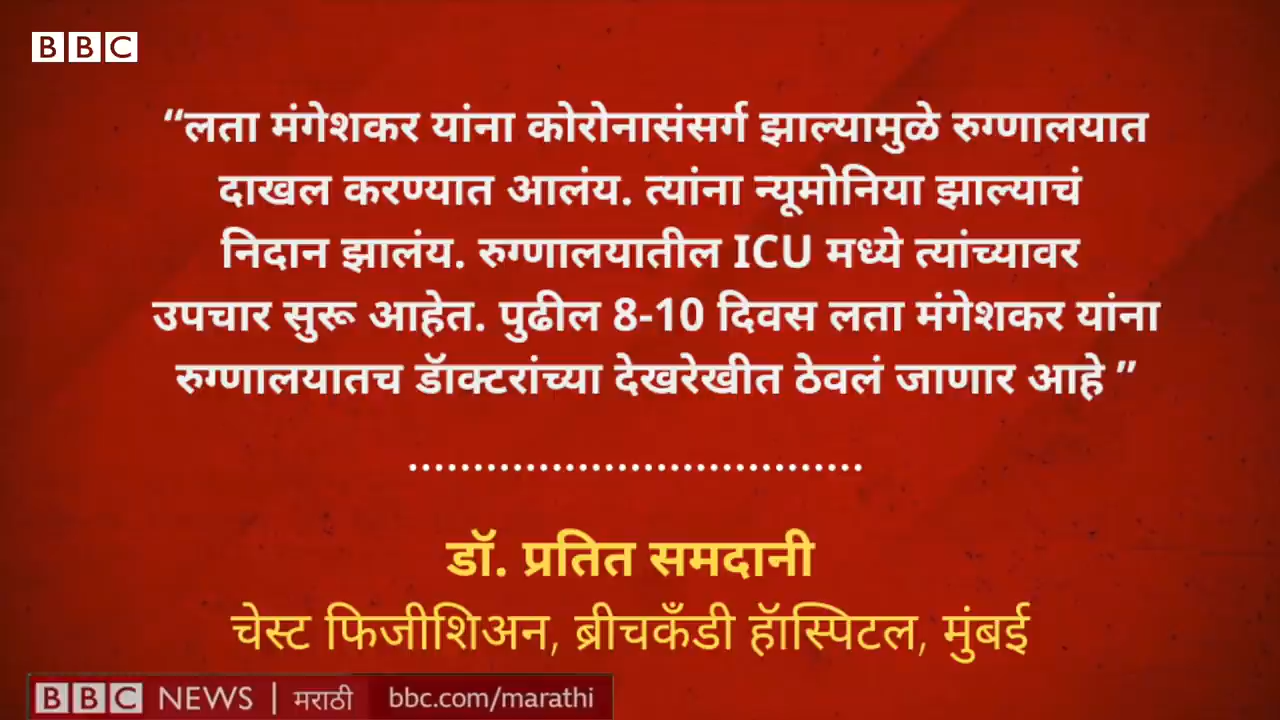 BBC
“लता मंगेशकर यांना कोरोनासंसर्ग झाल्यामुळे रुग्णालयात
दाखल करण्यात आलंय. त्यांना न्यूमोनिया झाल्याचं
निदान झालंय. रुग्णालयातील ICU मध्ये त्यांच्यावर
उपचार सुरू आहेत. पुढील 8-10 दिवस लता मंगेशकर यांना
रुग्णालयातच डॉक्टरांच्या देखरेखीत ठेवलं जाणार आहे ”
...................................
डॉ. प्रतित समदानी
चेस्ट फिजीशिअन, ब्रीचकँडी हॉस्पिटल, मुंबई
BBC NEWS | मराठी bbc.com/marathi